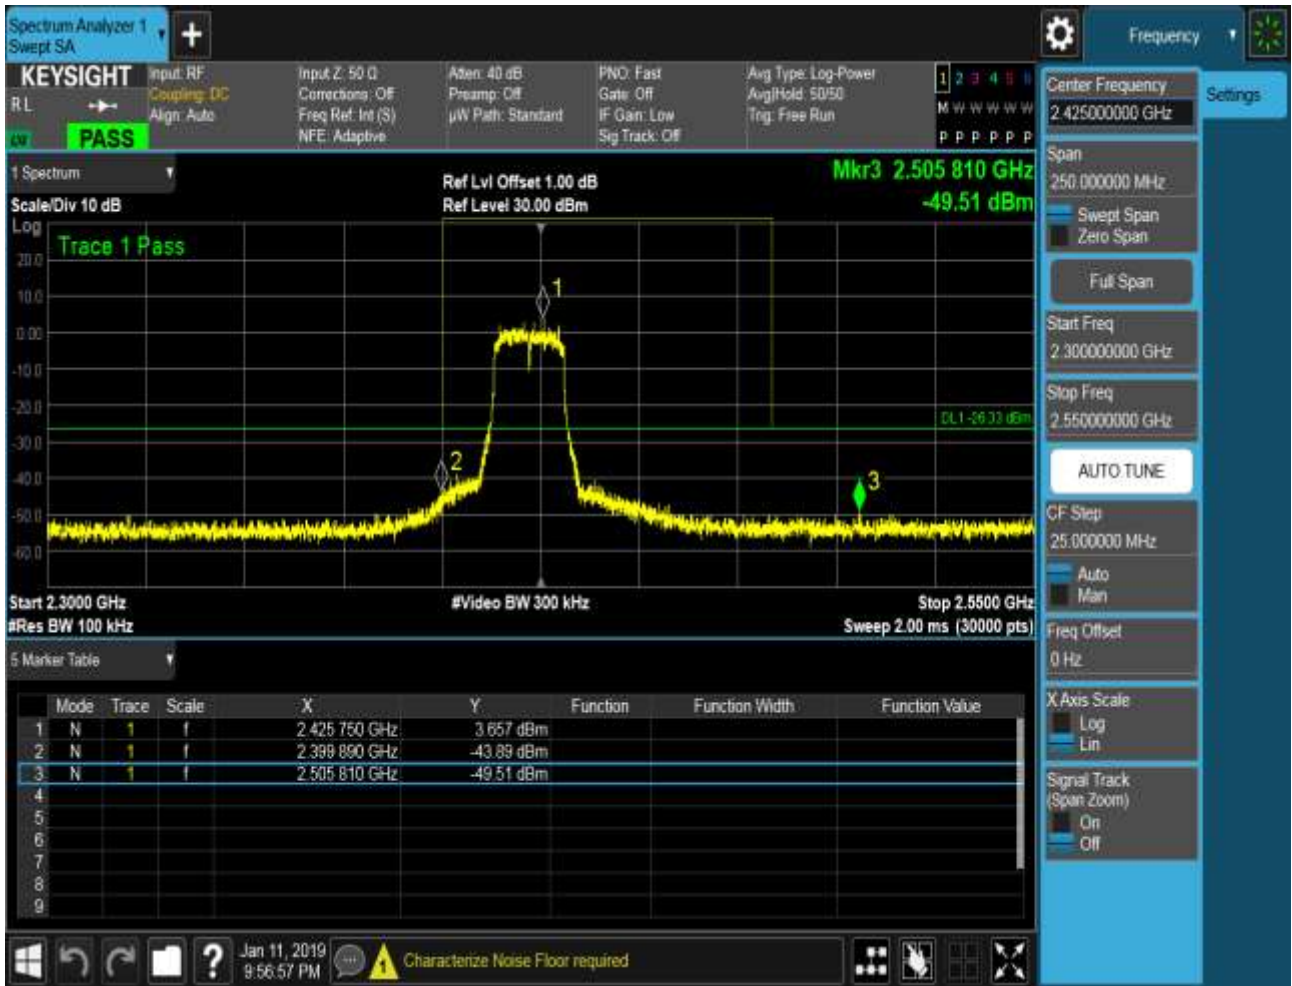 Spectrum Analyzer 1
Swept SA
Frequency
KEYSIGHT
RL
PASS
Input: RF
Coupling: DC
Align: Auto
Input Z: 50 Ω
Corrections: Off
Freq Ref: Int (S)
NFE: Adaptive
Atten: 40 dB
Preamp: Off
µW Path: Standard
PNO: Fast
Gate: Off
IF Gain: Low
Sig Track: Off
Avg Type: Log-Power
Avg|Hold: 50/50
Trig: Free Run
1 2 3 4 5 6
M W W W W W
P P P P P P
1 Spectrum
Scale/Div 10 dB
Ref Lvl Offset 1.00 dB
Ref Level 30.00 dBm
Mkr3 2.505 810 GHz
-49.51 dBm
Log
Trace 1 Pass
20.0
10.0
0.00
-10.0
-20.0
-30.0
-40.0
-50.0
-60.0
1
2
3
DL1 -26.33 dBm
Start 2.3000 GHz
#Video BW 300 kHz
Stop 2.5500 GHz
#Res BW 100 kHz
Sweep 2.00 ms (30000 pts)
5 Marker Table
Mode Trace Scale X Y Function Function Width Function Value
1 N 1 f 2.425 750 GHz 3.657 dBm
2 N 1 f 2.399 890 GHz -43.89 dBm
3 N 1 f 2.505 810 GHz -49.51 dBm
4
5
6
7
8
9
Center Frequency
2.425000000 GHz
Settings
Span
250.000000 MHz
Swept Span
Zero Span
Full Span
Start Freq
2.300000000 GHz
Stop Freq
2.550000000 GHz
AUTO TUNE
CF Step
25.000000 MHz
Auto
Man
Freq Offset
0 Hz
X Axis Scale
Log
Lin
Signal Track
(Span Zoom)
On
Off
?
Jan 11, 2019
9:56:57 PM
1
Characterize Noise Floor required